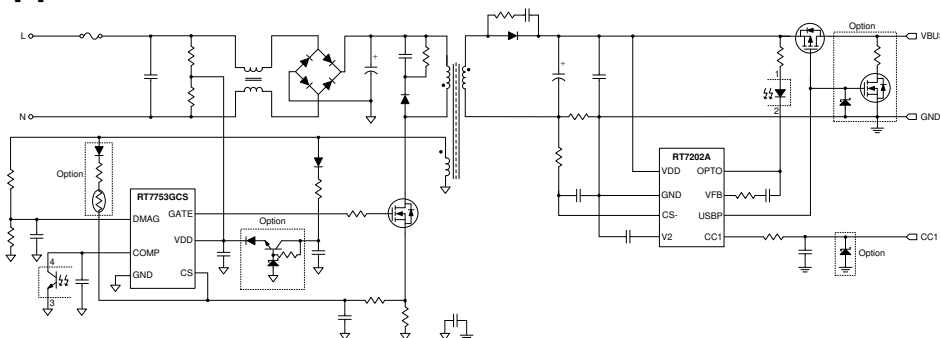 L
N
Option
VBUS
1
2
GND
RT7202A
VDD
OPTO
GND
VFB
CS-
USBP
V2
CC1
CC1
Option
Option
RT7753GCS
DMAG
GATE
VDD
COMP
GND
CS
Option
4
3
+
+